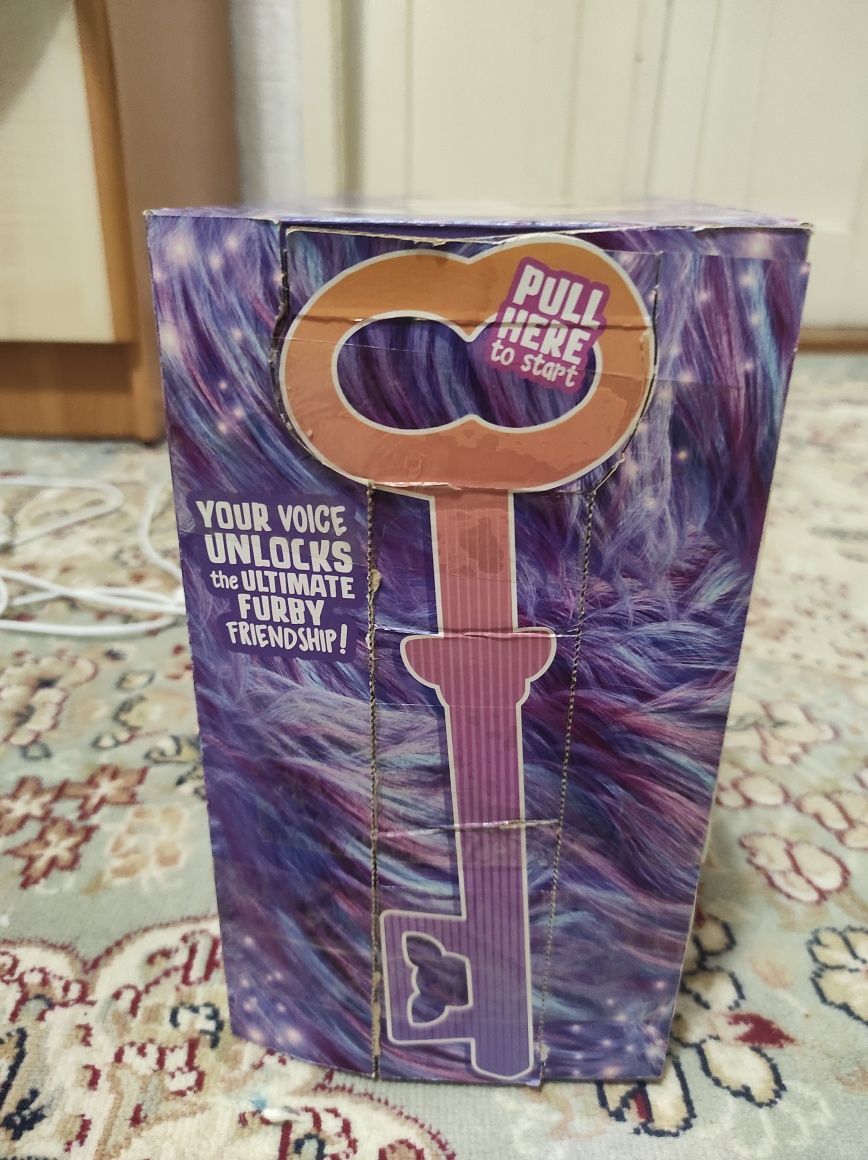 PULL
HERE
to start
YOUR VOICE
UNLOCKS
the ULTIMATE
FURBY
FRIENDSHIP!